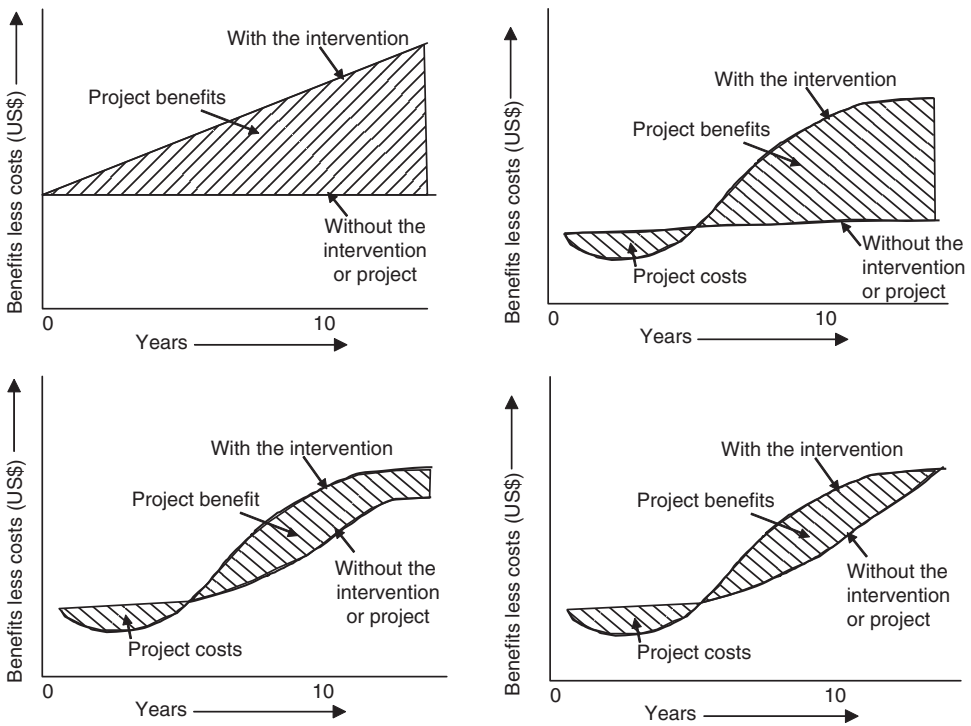 Benefits less costs (US$)
With the intervention
Project benefits
Without the
intervention
or project
0
10
Years
Benefits less costs (US$)
With the intervention
Project benefits
Without the
intervention
or project
Project costs
0
10
Years
Benefits less costs (US$)
With the intervention
Project benefit
Without the
intervention
or project
Project costs
0
10
Years
Benefits less costs (US$)
With the intervention
Project benefits
Without the
intervention
or project
Project costs
0
10
Years